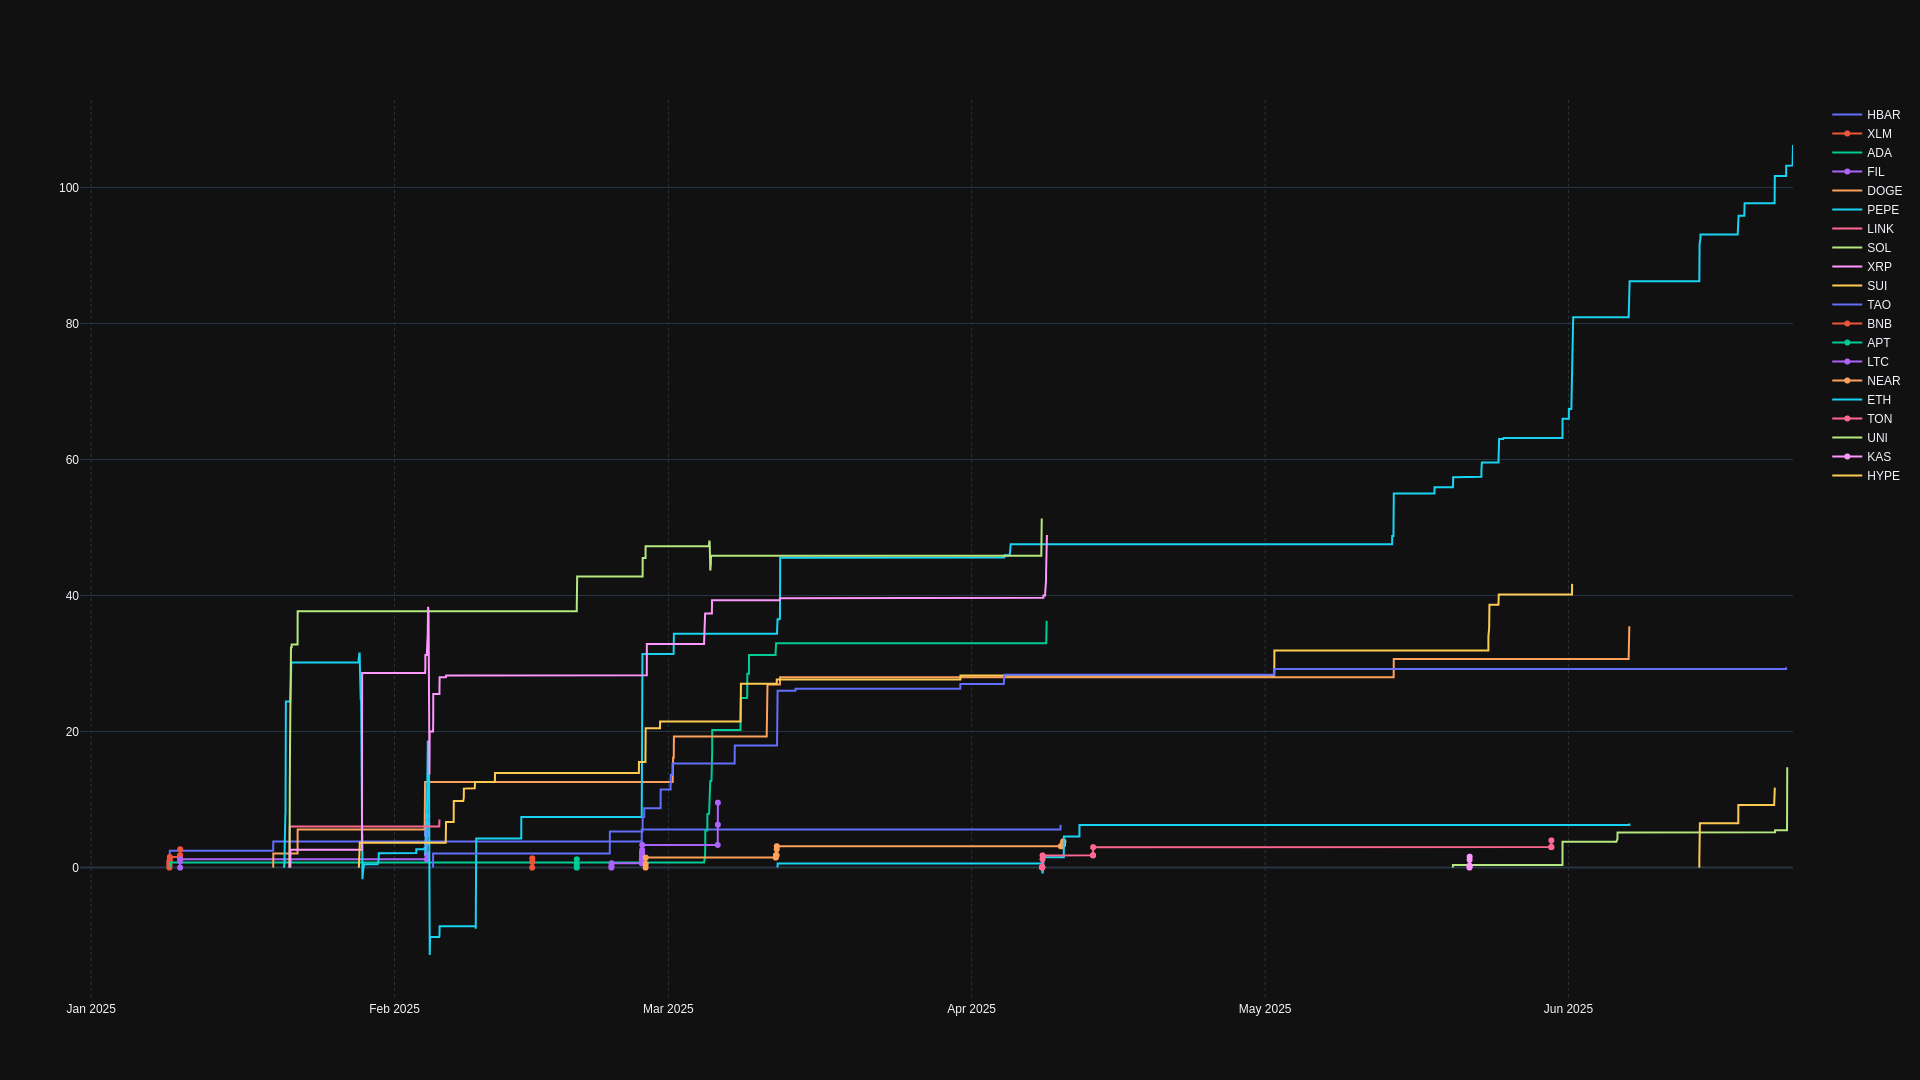 100
80
60
40
20
0
Jan 2025
Feb 2025
Mar 2025
Apr 2025
May 2025
Jun 2025
HBAR
XLM
ADA
FIL
DOGE
PEPE
LINK
SOL
XRP
SUI
TAO
BNB
APT
LTC
NEAR
ETH
TON
UNI
KAS
HYPE